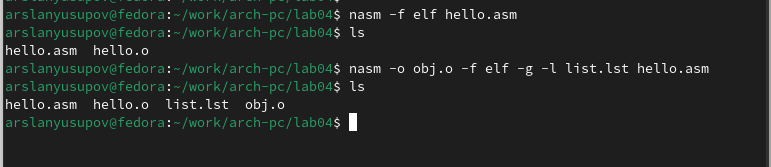 arslanyusupov@fedora:~/work/arch-pc/lab04$ nasm -f elf hello.asm
arslanyusupov@fedora:~/work/arch-pc/lab04$ ls
hello.asm  hello.o
arslanyusupov@fedora:~/work/arch-pc/lab04$ nasm -o obj.o -f elf -g -l list.lst hello.asm
arslanyusupov@fedora:~/work/arch-pc/lab04$ ls
hello.asm  hello.o  list.lst  obj.o
arslanyusupov@fedora:~/work/arch-pc/lab04$